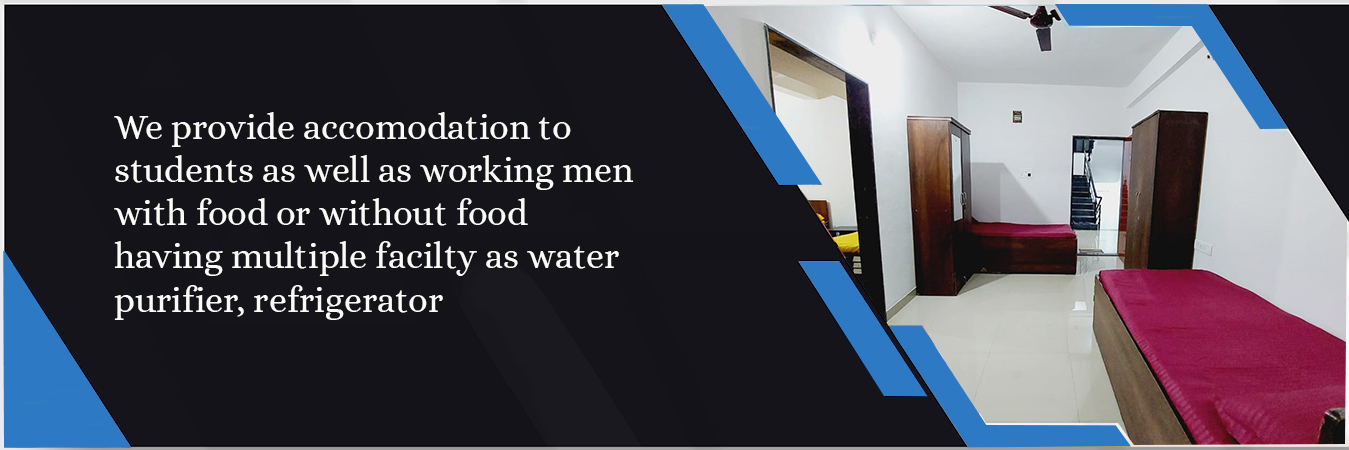 We provide accomodation to
students as well as working men
with food or without food
having multiple facilty as water
purifier, refrigerator